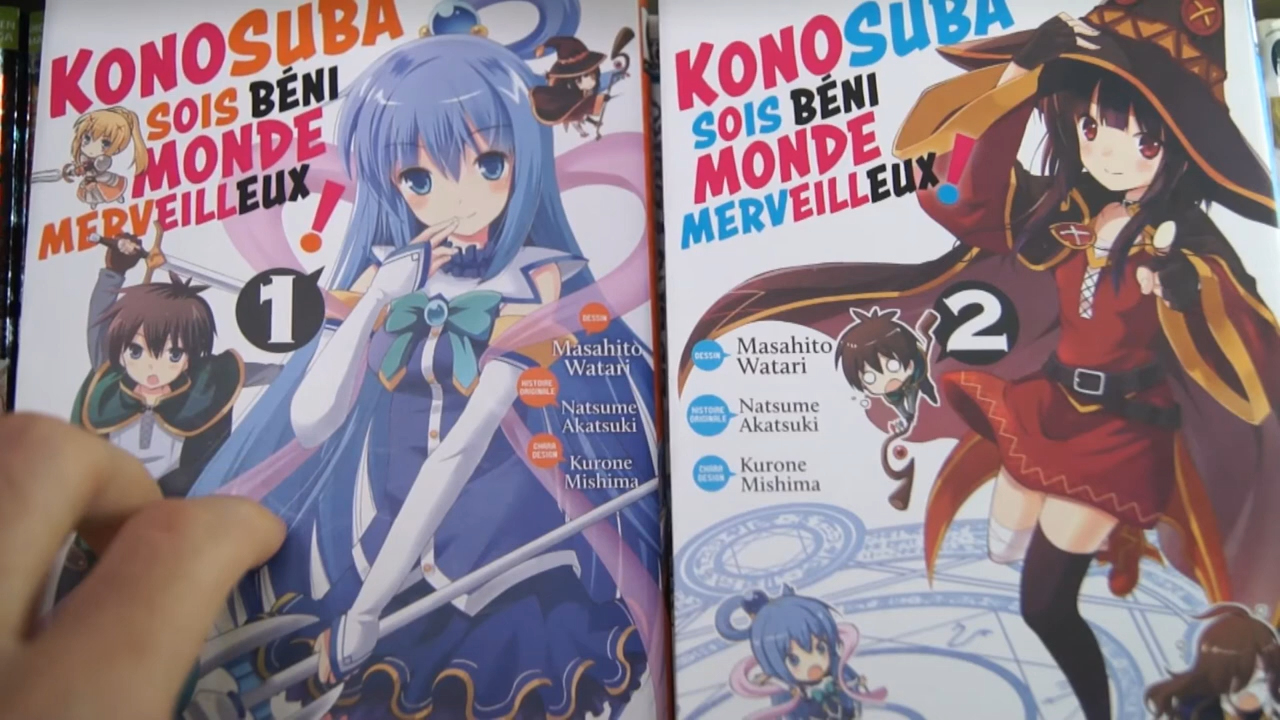 KONOSUBA
SOIS BÉNI
MONDE
MERVEILLEUX!
1
DESSIN
Masahito
Watari
HISTOIRE
ORIGINALE
Natsume
Akatsuki
CHARA
DESIGN
Kurone
Mishima
KONOSUBA
SOIS BÉNI
MONDE
MERVEILLEUX!
2
DESSIN
Masahito
Watari
HISTOIRE
ORIGINALE
Natsume
Akatsuki
CHARA
DESIGN
Kurone
Mishima